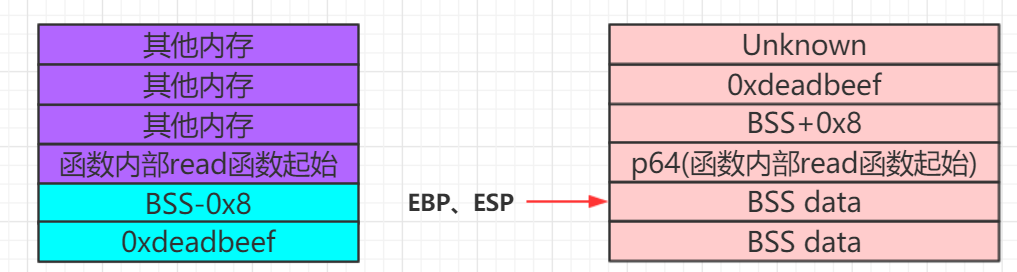 其他内存
其他内存
其他内存
函数内部read函数起始
BSS-0x8
0xdeadbeef
EBP、ESP
Unknown
0xdeadbeef
BSS+0x8
p64(函数内部read函数起始)
BSS data
BSS data